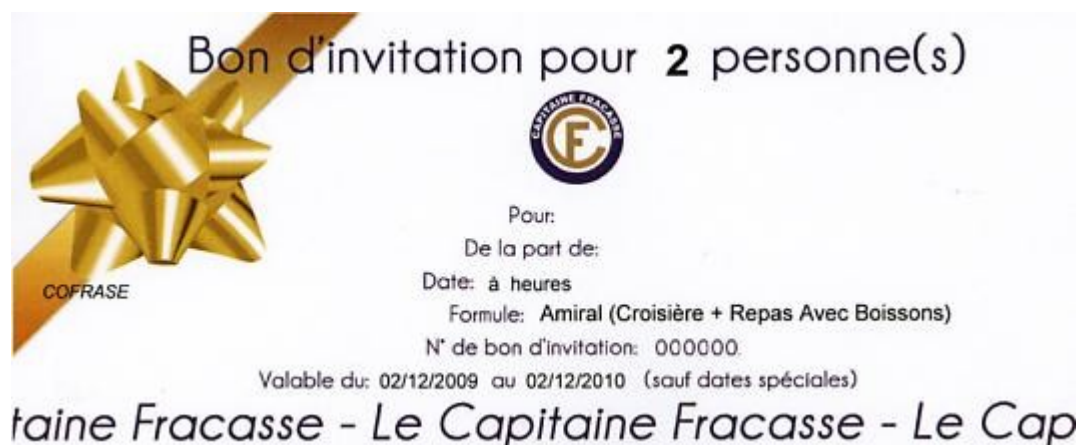 Bon d'invitation pour 2 personne(s)
CAPITAINE FRACASSE
CF
Pour:
De la part de:
Date: à heures
COFRASE
Formule: Amiral (Croisière + Repas Avec Boissons)
N° de bon d'invitation: 000000.
Valable du: 02/12/2009 au 02/12/2010 (sauf dates spéciales)
taine Fracasse - Le Capitaine Fracasse - Le Cap